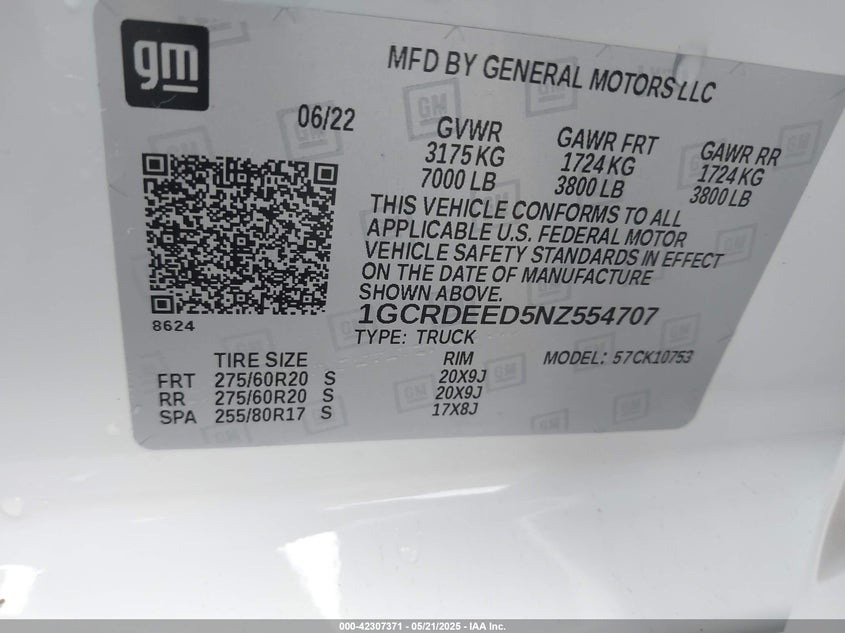 gm
MFD BY GENERAL MOTORS LLC
06/22
GVWR
3175 KG
7000 LB
GAWR FRT
1724 KG
3800 LB
GAWR RR
1724 KG
3800 LB
THIS VEHICLE CONFORMS TO ALL
APPLICABLE U.S. FEDERAL MOTOR
VEHICLE SAFETY STANDARDS IN EFFECT
ON THE DATE OF MANUFACTURE
SHOWN ABOVE.
8624
1GCRDEED5NZ554707
TYPE: TRUCK
TIRE SIZE RIM MODEL: 57CK10753
FRT 275/60R20 S 20X9J
RR 275/60R20 S 20X9J
SPA 255/80R17 S 17X8J
000-42307371 — 05/21/2025 — IAA Inc.